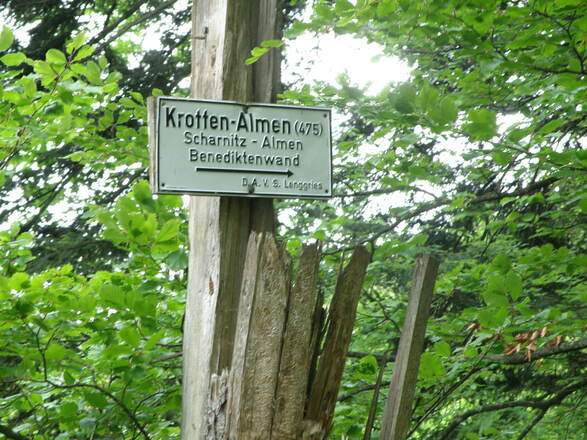 Krotten-Almen (475)
Scharnitz - Almen
Benediktenwand
D.A.V. S. Lenggries